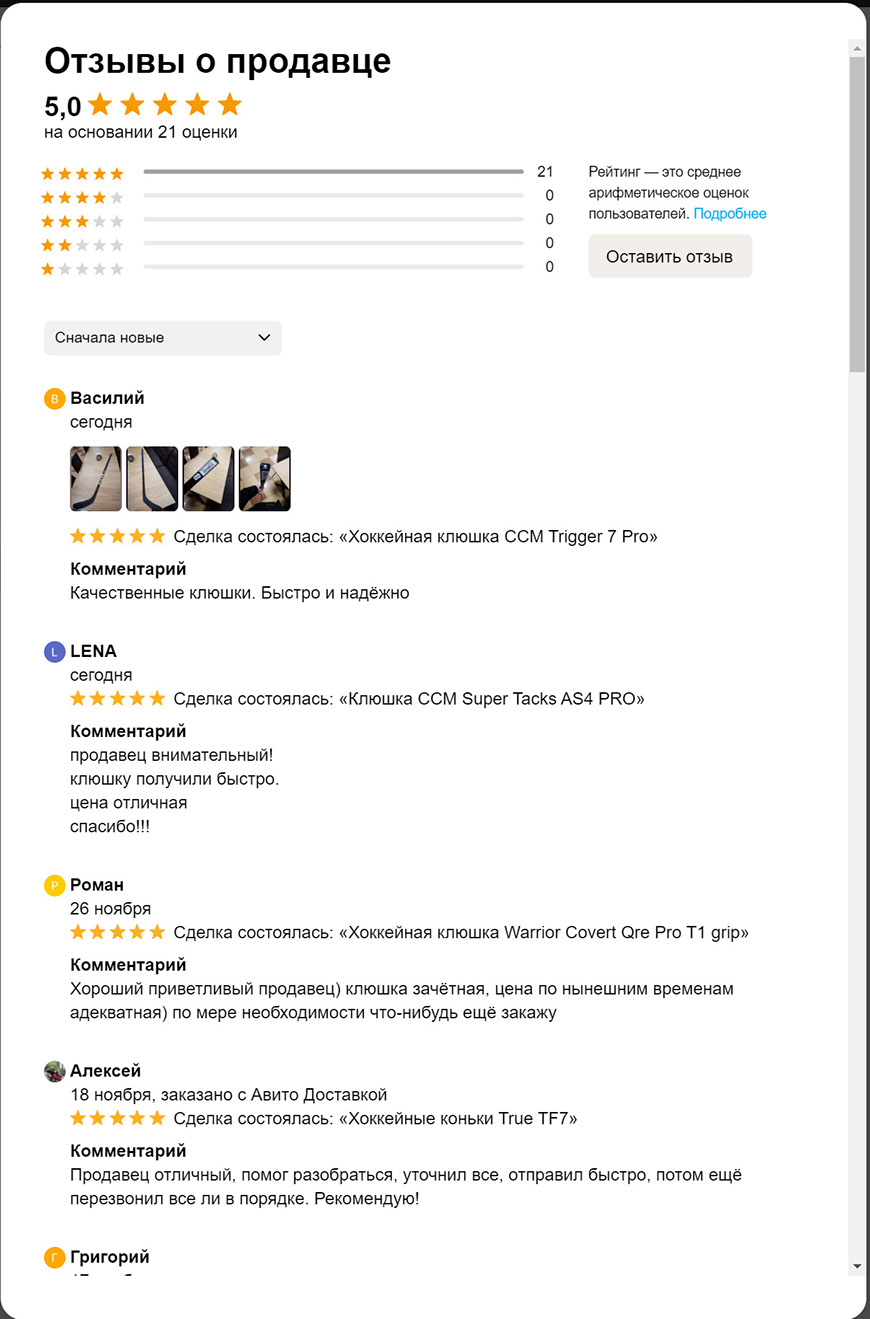 Отзывы о продавце
5,0
на основании 21 оценки
21
0
0
0
0
Рейтинг — это среднее
арифметическое оценок
пользователей. Подробнее
Оставить отзыв
Сначала новые
В Василий
сегодня
Сделка состоялась: «Хоккейная клюшка CCM Trigger 7 Pro»
Комментарий
Качественные клюшки. Быстро и надёжно
L LENA
сегодня
Сделка состоялась: «Клюшка CCM Super Tacks AS4 PRO»
Комментарий
продавец внимательный!
клюшку получили быстро.
цена отличная
спасибо!!!
Р Роман
26 ноября
Сделка состоялась: «Хоккейная клюшка Warrior Covert Qre Pro T1 grip»
Комментарий
Хороший приветливый продавец) клюшка зачётная, цена по нынешним временам
адекватная) по мере необходимости что-нибудь ещё закажу
Алексей
18 ноября, заказано с Авито Доставкой
Сделка состоялась: «Хоккейные коньки True TF7»
Комментарий
Продавец отличный, помог разобраться, уточнил все, отправил быстро, потом ещё
перезвонил все ли в порядке. Рекомендую!
Г Григорий